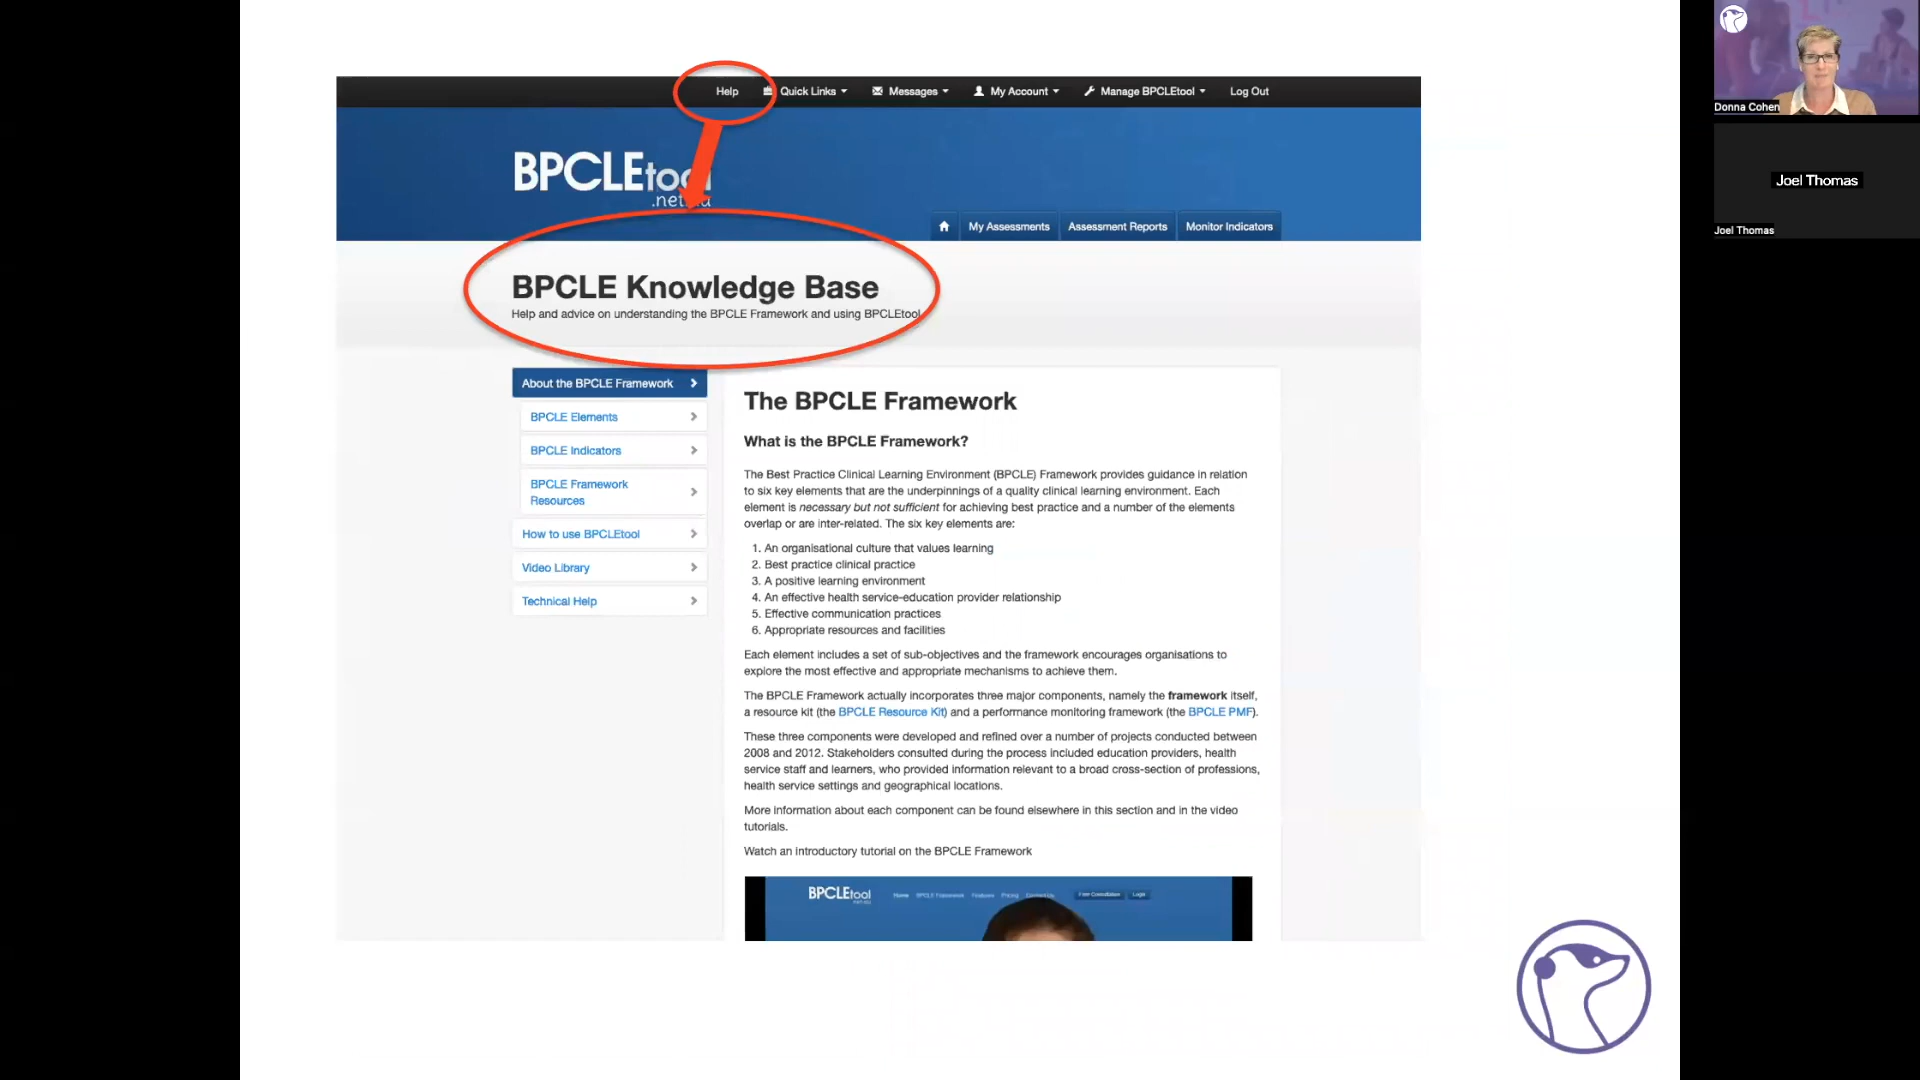 Help Quick Links Messages My Account Manage BPCLEtool Log Out
BPCLEtool
.net.au
My Assessments Assessment Reports Monitor Indicators
BPCLE Knowledge Base
Help and advice on understanding the BPCLE Framework and using BPCLEtool
About the BPCLE Framework
BPCLE Elements
BPCLE Indicators
BPCLE Framework
Resources
How to use BPCLEtool
Video Library
Technical Help
The BPCLE Framework
What is the BPCLE Framework?
The Best Practice Clinical Learning Environment (BPCLE) Framework provides guidance in relation
to six key elements that are the underpinnings of a quality clinical learning environment. Each
element is necessary but not sufficient for achieving best practice and a number of the elements
overlap or are inter-related. The six key elements are:
1. An organisational culture that values learning
2. Best practice clinical practice
3. A positive learning environment
4. An effective health service-education provider relationship
5. Effective communication practices
6. Appropriate resources and facilities
Each element includes a set of sub-objectives and the framework encourages organisations to
explore the most effective and appropriate mechanisms to achieve them.
The BPCLE Framework actually incorporates three major components, namely the framework itself,
a resource kit (the BPCLE Resource Kit) and a performance monitoring framework (the BPCLE PMF).
These three components were developed and refined over a number of projects conducted between
2008 and 2012. Stakeholders consulted during the process included education providers, health
service staff and learners, who provided information relevant to a broad cross-section of professions,
health service settings and geographical locations.
More information about each component can be found elsewhere in this section and in the video
tutorials.
Watch an introductory tutorial on the BPCLE Framework
BPCLEtool Home BPCLE Framework Features Pricing Contact Us Free Consultation Login
Donna Cohen
Joel Thomas
Joel Thomas